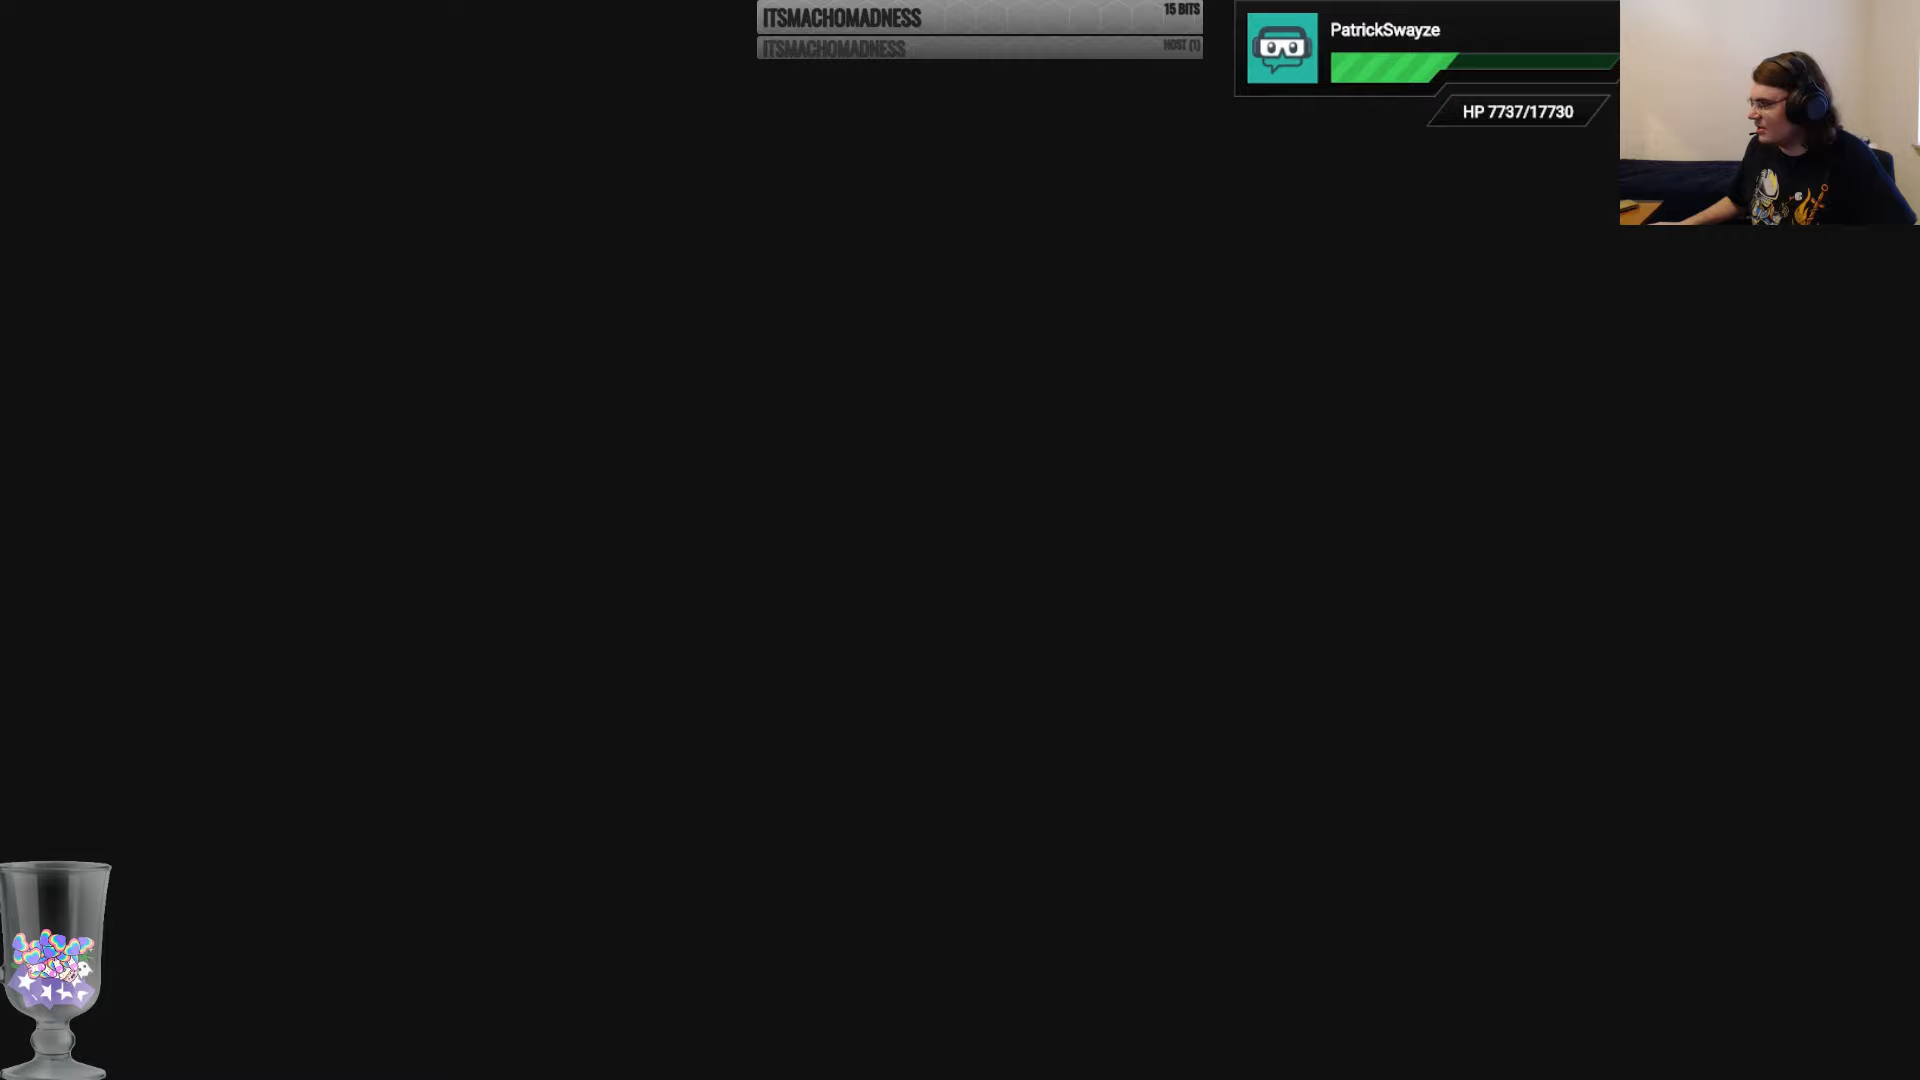 ITSMACHOMADNESS 15 BITS
ITSMACHOMADNESS HOST (1)
PatrickSwayze
HP 7737/17730